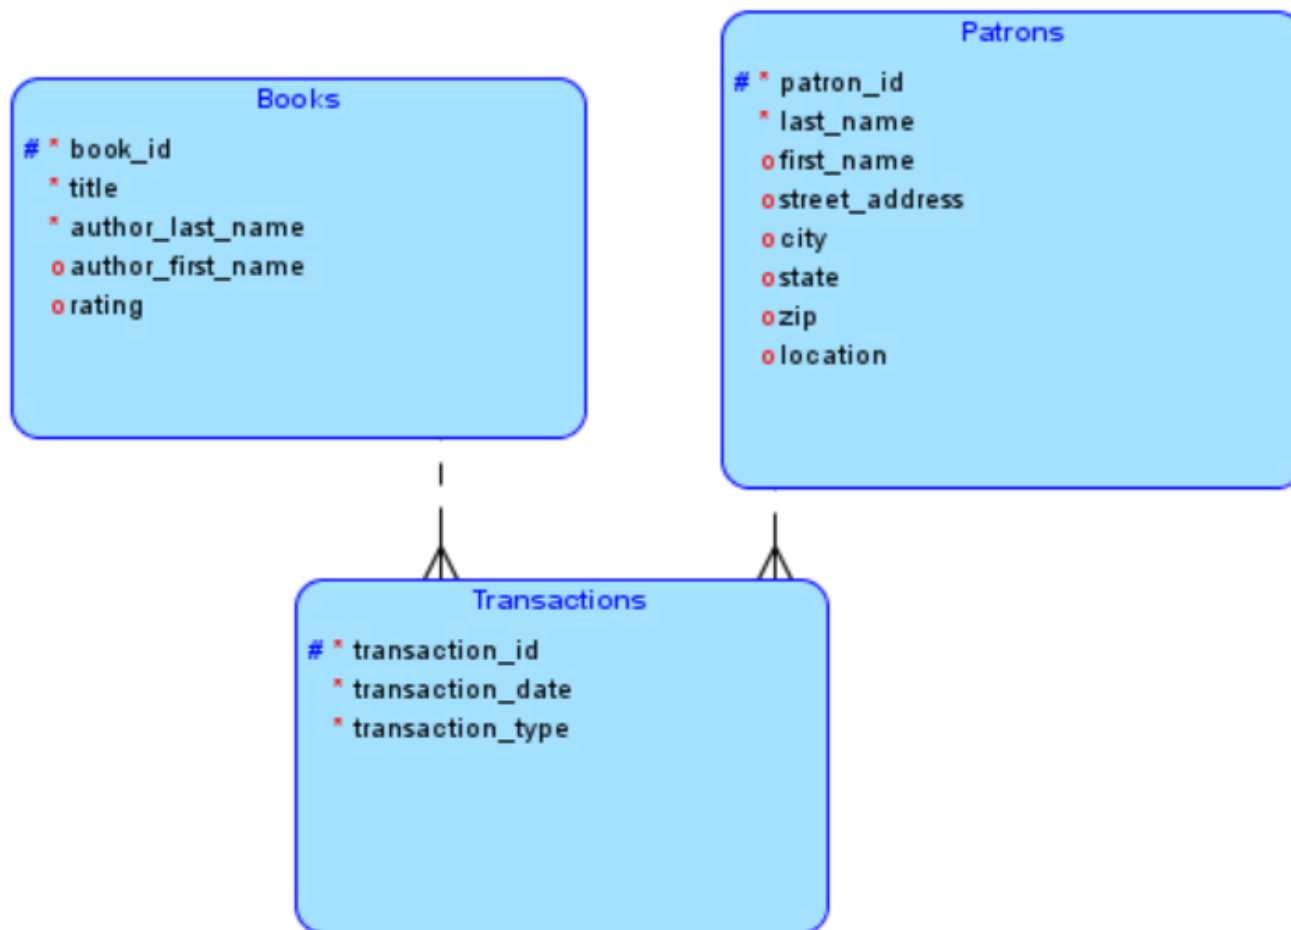 Books
# * book_id
* title
* author_last_name
o author_first_name
o rating
Patrons
# * patron_id
* last_name
o first_name
o street_address
o city
o state
o zip
o location
Transactions
# * transaction_id
* transaction_date
* transaction_type